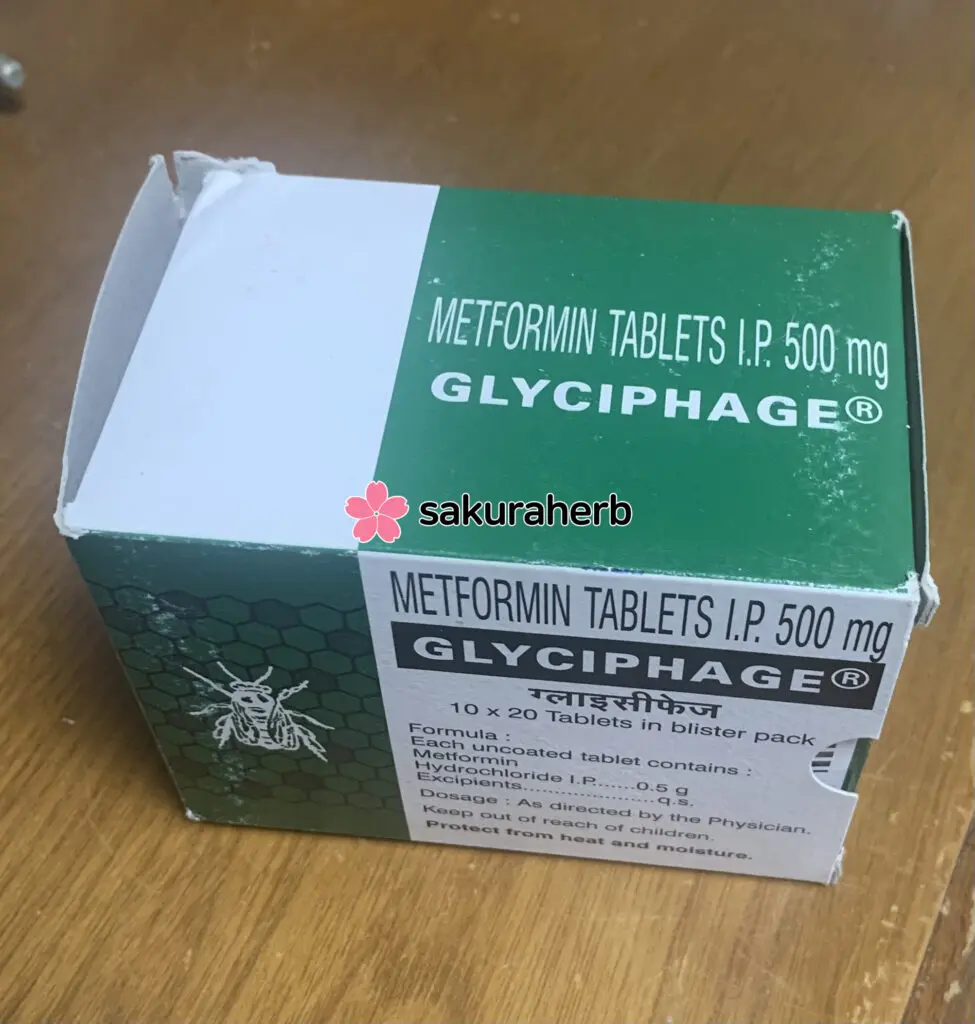 METFORMIN TABLETS I.P. 500 mg
GLYCIPHAGE®
sakuraherb
METFORMIN TABLETS I.P. 500 mg
GLYCIPHAGE®
ग्लाइसीफेज
10 x 20 Tablets in blister pack
Formula :
Each uncoated tablet contains :
Metformin
Hydrochloride I.P.......0.5 g
Excipients......................q.s.
Dosage : As directed by the Physician.
Keep out of reach of children.
Protect from heat and moisture.